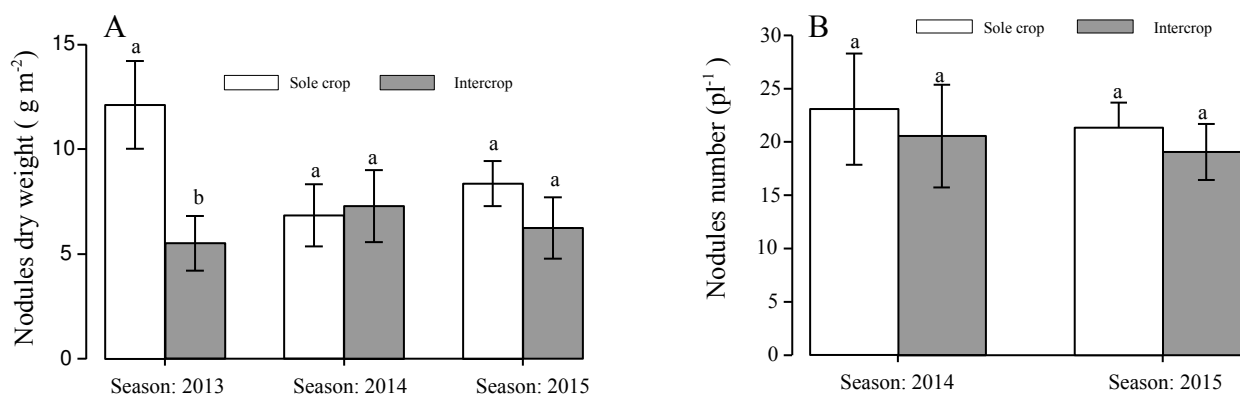 A
Nodules dry weight ( g m-2)
15
10
5
0
Sole crop
Intercrop
a
b
a
a
a
a
Season: 2013
Season: 2014
Season: 2015
B
Nodules number (pl-1)
30
25
20
15
10
5
0
Sole crop
Intercrop
a
a
a
a
Season: 2014
Season: 2015